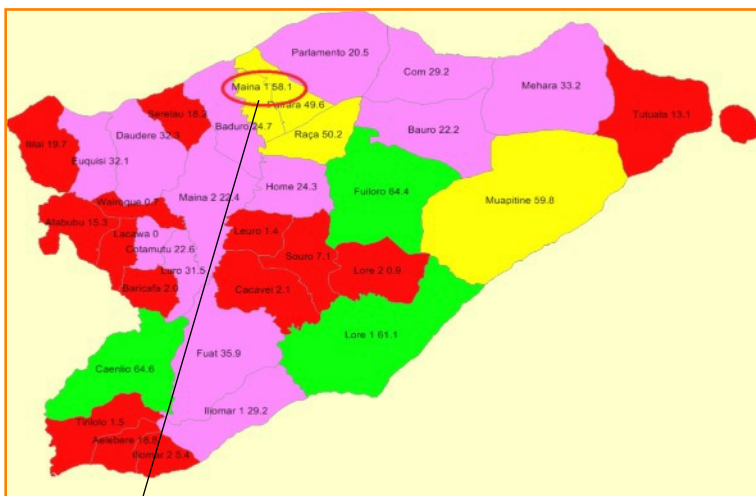 Parlamento 20.5
Com 29.2
Mehara 33.2
Maina 1 58.1
Pairara 49.6
Serelau 18.2
Tutuala 13.1
Baduro 24.7
Raça 50.2
Bauro 22.2
Daudere 32.3
Ililai 19.7
Euquisi 32.1
Home 24.3
Fuiloro 64.4
Maina 2 22.4
Muapitine 59.8
Wairoque 0.7
Afabubu 15.3
Lacawa 0
Leuro 1.4
Cotamutu 22.6
Souro 7.1
Luro 31.5
Lore 2 0.9
Baricafa 2.0
Cacavei 2.1
Lore 1 61.1
Fuat 35.9
Caenlio 64.6
Iliomar 1 29.2
Tirilolo 1.5
Aelebere 18.8
Iliomar 2 5.4